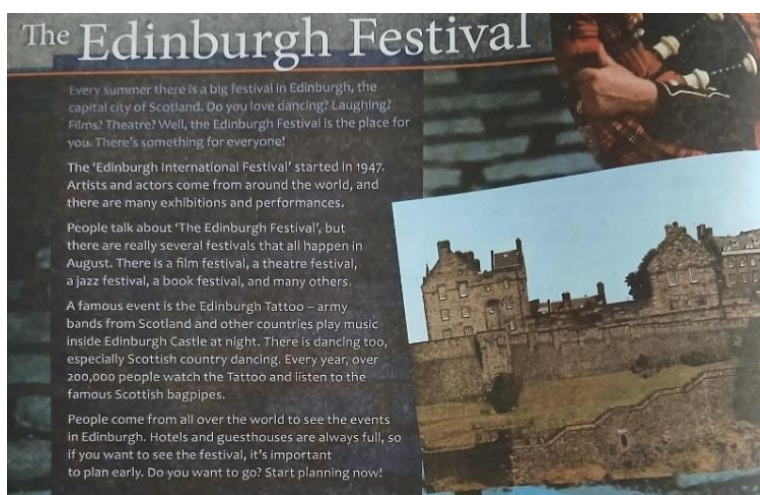 The Edinburgh Festival
Every summer there is a big festival in Edinburgh, the
capital city of Scotland. Do you love dancing? Laughing?
Films? Theatre? Well, the Edinburgh Festival is the place for
you. There's something for everyone!
The 'Edinburgh International Festival' started in 1947.
Artists and actors come from around the world, and
there are many exhibitions and performances.
People talk about 'The Edinburgh Festival', but
there are really several festivals that all happen in
August. There is a film festival, a theatre festival,
a jazz festival, a book festival, and many others.
A famous event is the Edinburgh Tattoo – army
bands from Scotland and other countries play music
inside Edinburgh Castle at night. There is dancing too,
especially Scottish country dancing. Every year, over
200,000 people watch the Tattoo and listen to the
famous Scottish bagpipes.
People come from all over the world to see the events
in Edinburgh. Hotels and guesthouses are always full, so
if you want to see the festival, it's important
to plan early. Do you want to go? Start planning now!